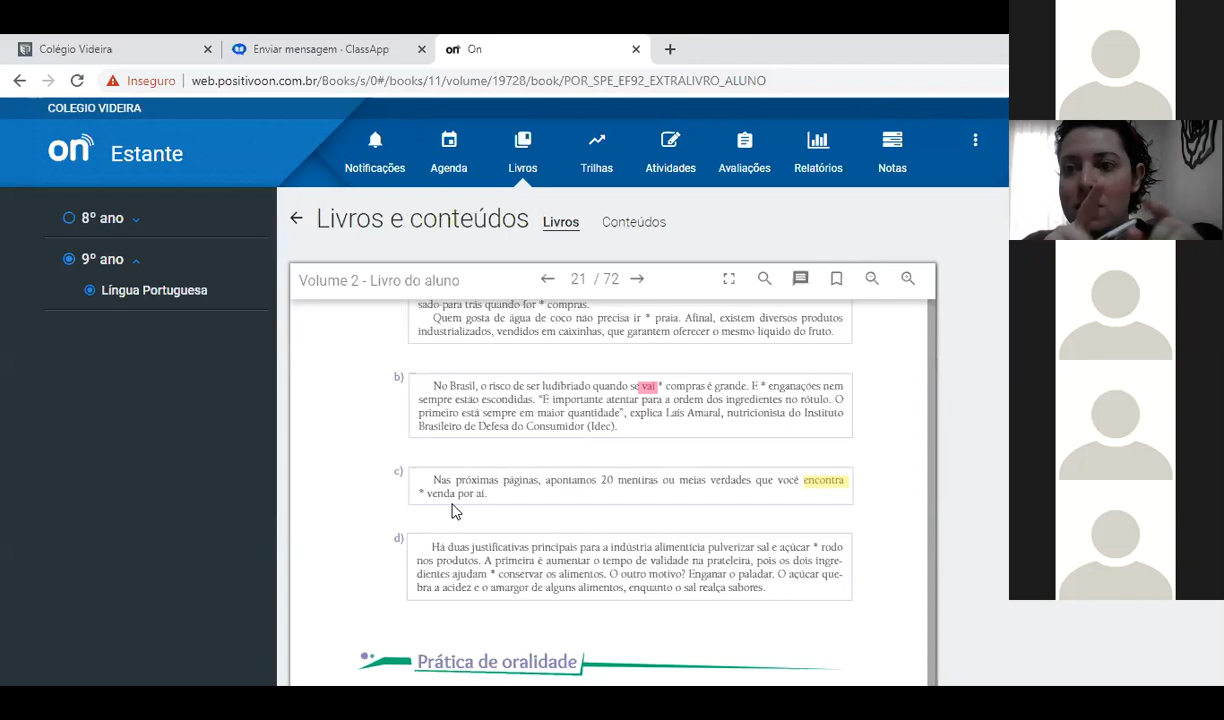 Colégio Videira
Enviar mensagem - ClassApp
On
Inseguro
web.positivoon.com.br/Books/s/0#/books/11/volume/19728/book/POR_SPE_EF92_EXTRALIVRO_ALUNO
COLEGIO VIDEIRA
on
Estante
Notificações
Agenda
Livros
Trilhas
Atividades
Avaliações
Relatórios
Notas
8º ano
9º ano
Língua Portuguesa
Livros e conteúdos
Livros
Conteúdos
Volume 2 - Livro do aluno
21 / 72
sado para trás quando for * compras.
Quem gosta de água de coco não precisa ir * praia. Afinal, existem diversos produtos
industrializados, vendidos em caixinhas, que garantem oferecer o mesmo líquido do fruto.
b)
No Brasil, o risco de ser ludibriado quando se vai * compras é grande. E * enganações nem
sempre estão escondidas. “É importante atentar para a ordem dos ingredientes no rótulo. O
primeiro está sempre em maior quantidade”, explica Laís Amaral, nutricionista do Instituto
Brasileiro de Defesa do Consumidor (Idec).
c)
Nas próximas páginas, apontamos 20 mentiras ou meias verdades que você encontra
* venda por aí.
d)
Há duas justificativas principais para a indústria alimentícia pulverizar sal e açúcar * rodo
nos produtos. A primeira é aumentar o tempo de validade na prateleira, pois os dois ingre-
dientes ajudam * conservar os alimentos. O outro motivo? Enganar o paladar. O açúcar que-
bra a acidez e o amargor de alguns alimentos, enquanto o sal realça sabores.
Prática de oralidade